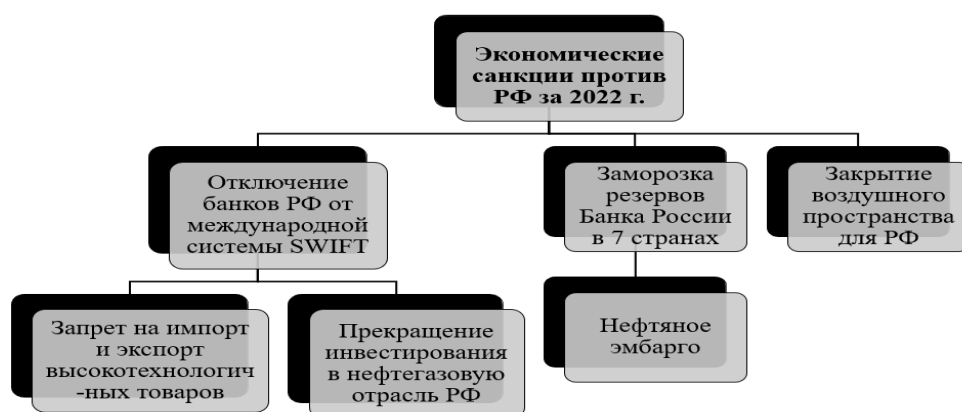 Экономические
санкции против
РФ за 2022 г.
Отключение
банков РФ от
международной
системы SWIFT
Заморозка
резервов
Банка России
в 7 странах
Закрытие
воздушного
пространства
для РФ
Запрет на импорт
и экспорт
высокотехнологич
-ных товаров
Прекращение
инвестирования
в нефтегазовую
отрасль РФ
Нефтяное
эмбарго